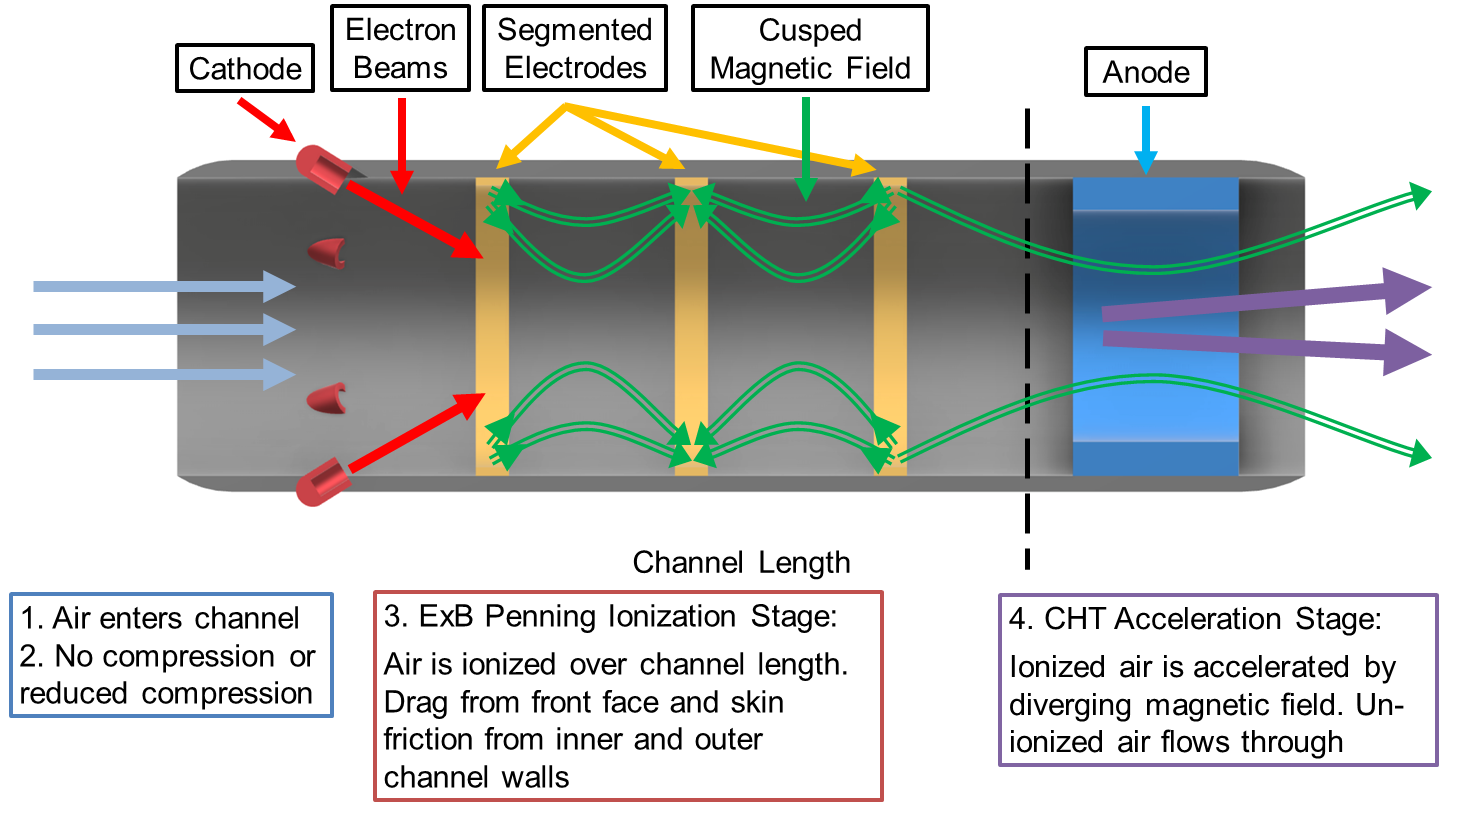 Cathode
Electron
Beams
Segmented
Electrodes
Cusped
Magnetic Field
Anode
Channel Length
1. Air enters channel
2. No compression or
reduced compression
3. ExB Penning Ionization Stage:
Air is ionized over channel length.
Drag from front face and skin
friction from inner and outer
channel walls
4. CHT Acceleration Stage:
Ionized air is accelerated by
diverging magnetic field. Un-
ionized air flows through